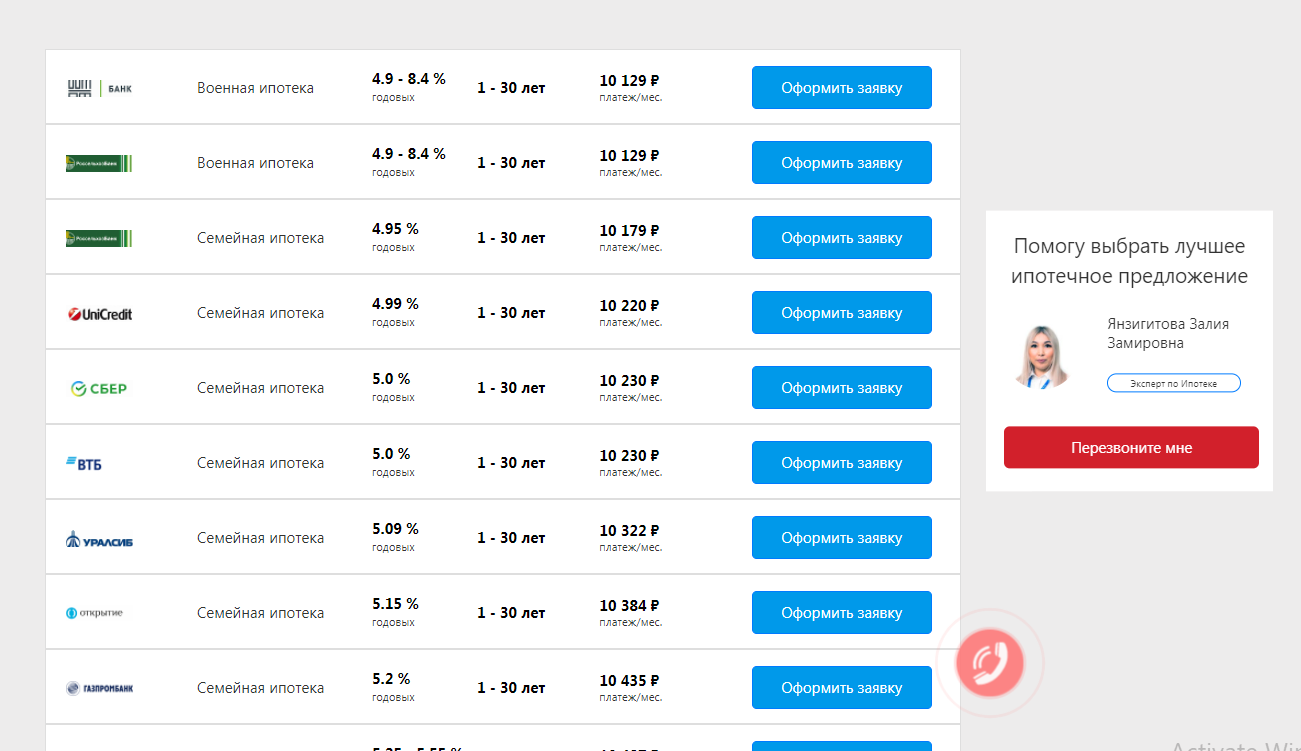 БАНК
Военная ипотека
4.9 - 8.4 %
годовых
1 - 30 лет
10 129 ₽
платеж/мес.
Оформить заявку
РоссельхозБанк
Военная ипотека
4.9 - 8.4 %
годовых
1 - 30 лет
10 129 ₽
платеж/мес.
Оформить заявку
РоссельхозБанк
Семейная ипотека
4.95 %
годовых
1 - 30 лет
10 179 ₽
платеж/мес.
Оформить заявку
UniCredit
Семейная ипотека
4.99 %
годовых
1 - 30 лет
10 220 ₽
платеж/мес.
Оформить заявку
СБЕР
Семейная ипотека
5.0 %
годовых
1 - 30 лет
10 230 ₽
платеж/мес.
Оформить заявку
ВТБ
Семейная ипотека
5.0 %
годовых
1 - 30 лет
10 230 ₽
платеж/мес.
Оформить заявку
УРАЛСИБ
Семейная ипотека
5.09 %
годовых
1 - 30 лет
10 322 ₽
платеж/мес.
Оформить заявку
открытие
Семейная ипотека
5.15 %
годовых
1 - 30 лет
10 384 ₽
платеж/мес.
Оформить заявку
ГАЗПРОМБАНК
Семейная ипотека
5.2 %
годовых
1 - 30 лет
10 435 ₽
платеж/мес.
Оформить заявку
Помогу выбрать лучшее
ипотечное предложение
Янзигитова Залия
Замировна
Эксперт по Ипотеке
Перезвоните мне